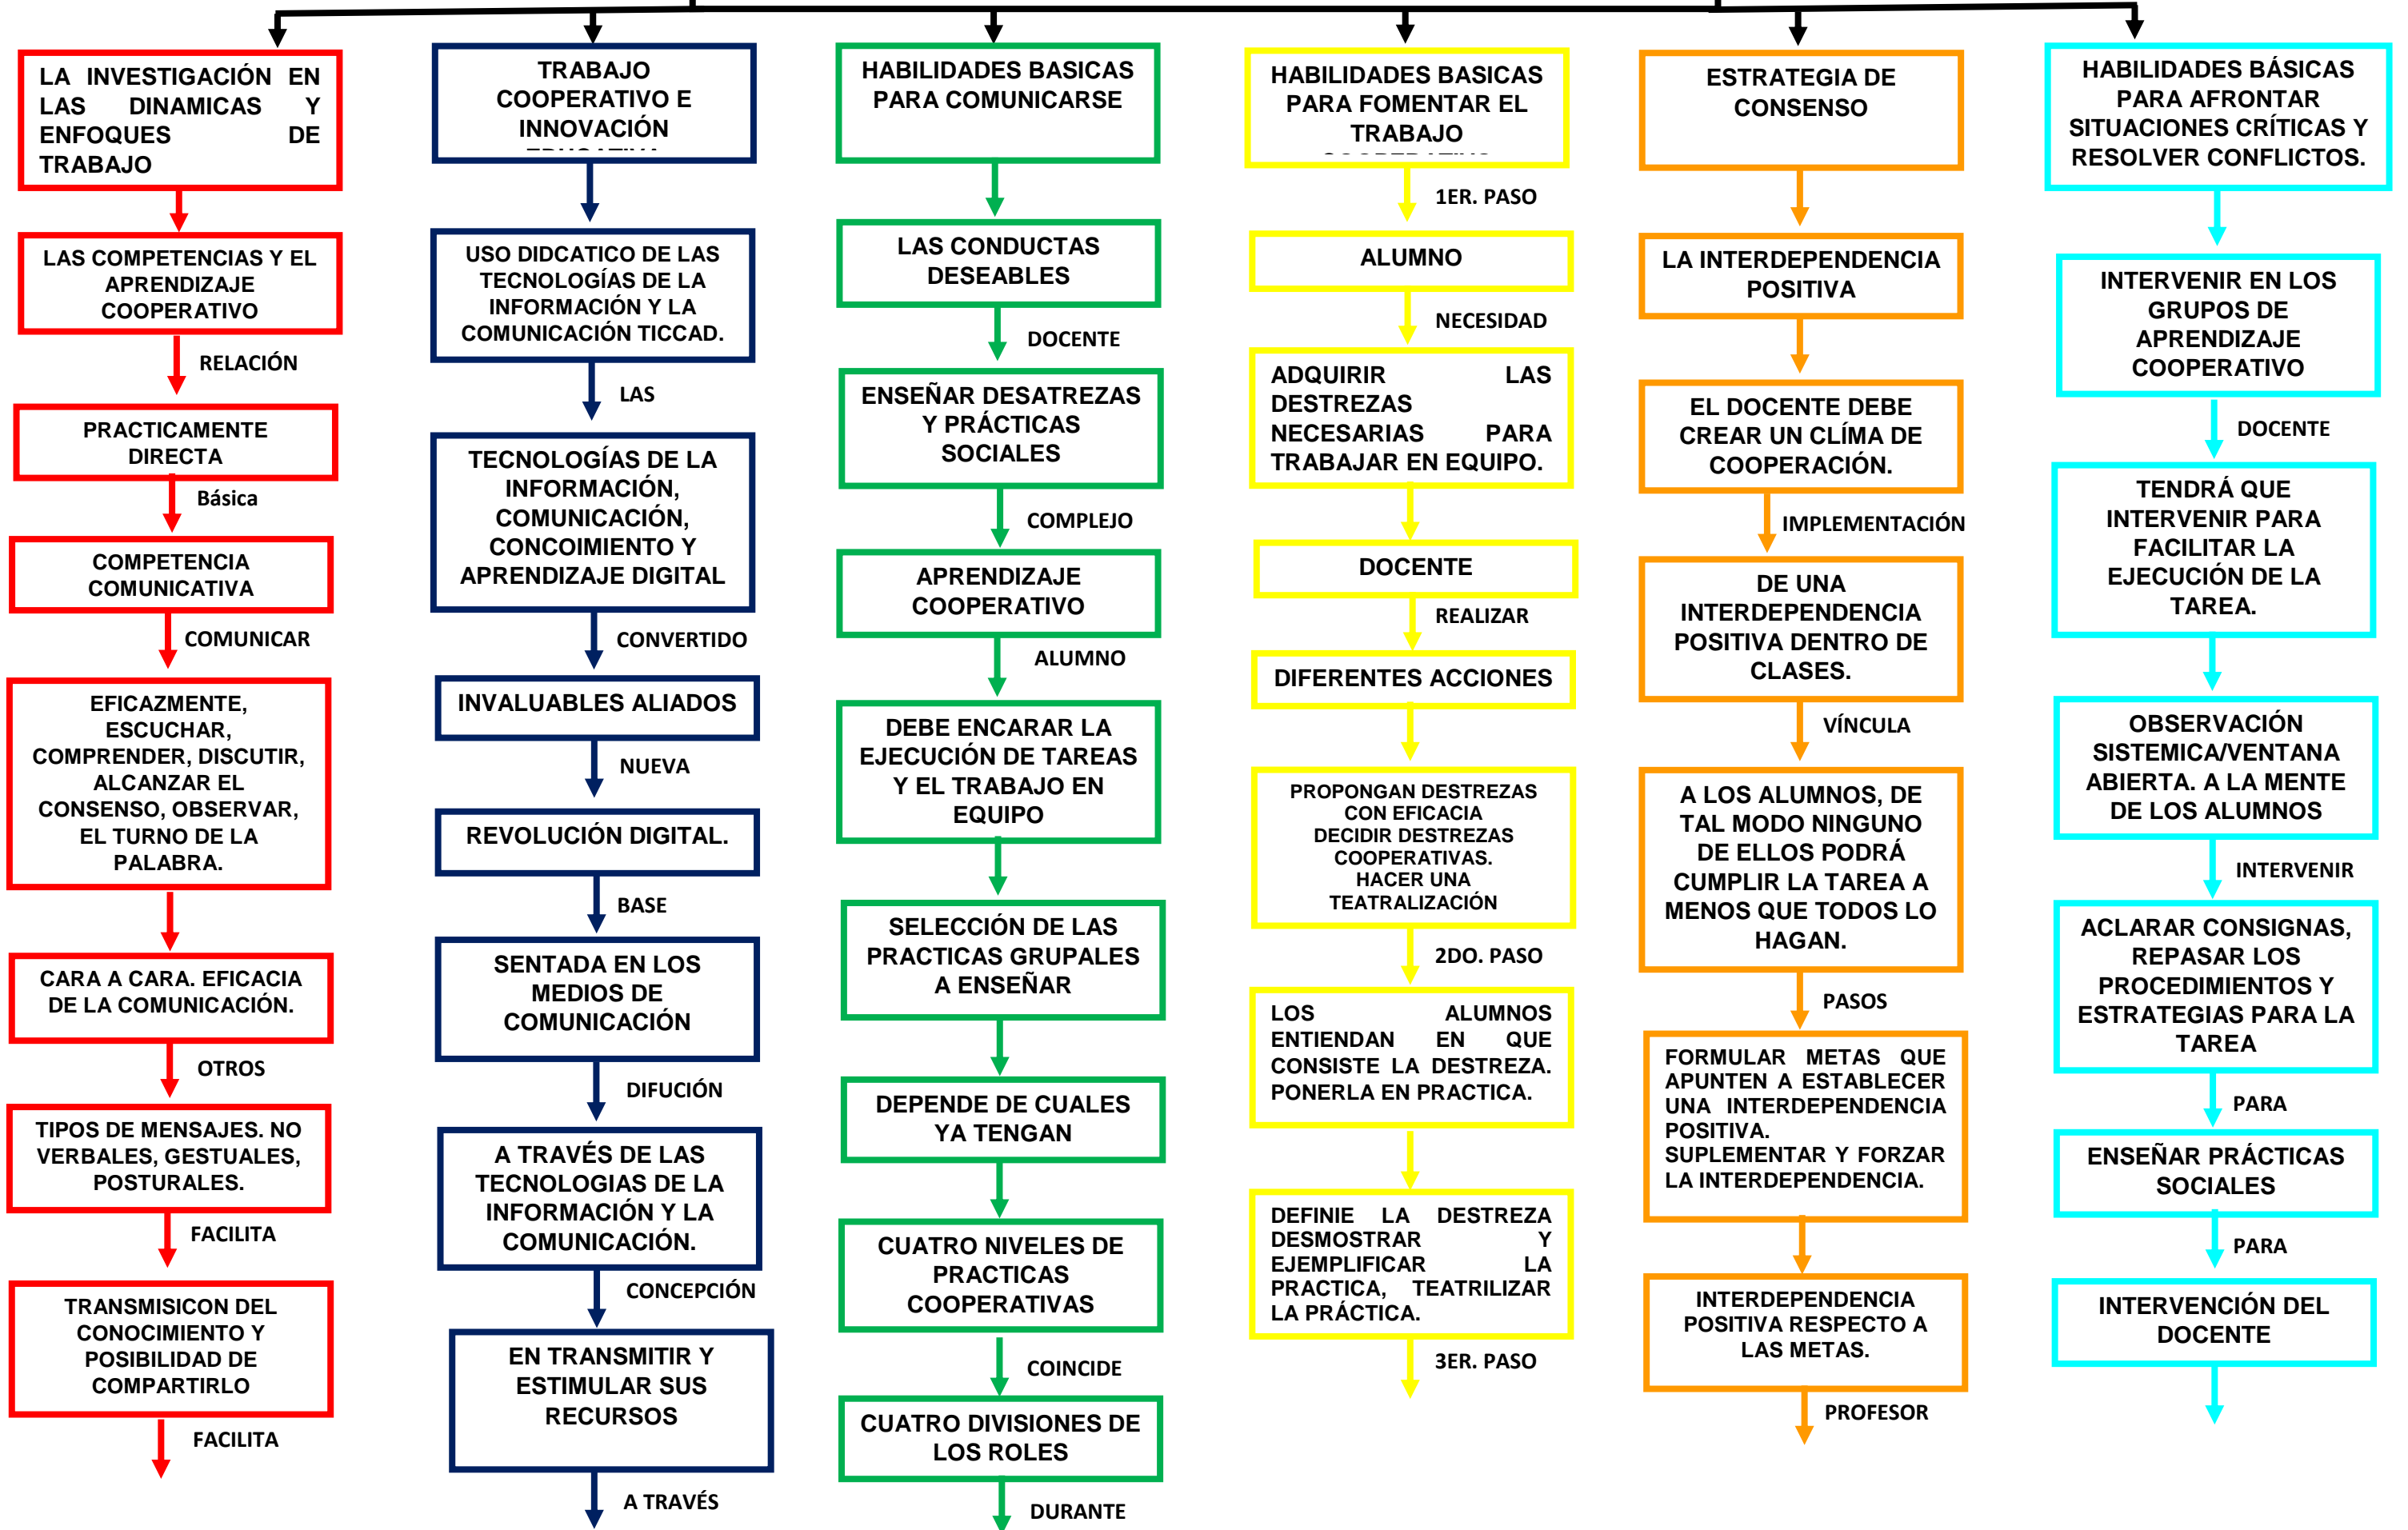 LA INVESTIGACIÓN EN
LAS DINAMICAS Y
ENFOQUES DE
TRABAJO
LAS COMPETENCIAS Y EL
APRENDIZAJE
COOPERATIVO
RELACIÓN
PRACTICAMENTE
DIRECTA
Básica
COMPETENCIA
COMUNICATIVA
COMUNICAR
EFICAZMENTE,
ESCUCHAR,
COMPRENDER, DISCUTIR,
ALCANZAR EL
CONSENSO, OBSERVAR,
EL TURNO DE LA
PALABRA.
CARA A CARA. EFICACIA
DE LA COMUNICACIÓN.
OTROS
TIPOS DE MENSAJES. NO
VERBALES, GESTUALES,
POSTURALES.
FACILITA
TRANSMISICON DEL
CONOCIMIENTO Y
POSIBILIDAD DE
COMPARTIRLO
FACILITA
TRABAJO
COOPERATIVO E
INNOVACIÓN
USO DIDCATICO DE LAS
TECNOLOGÍAS DE LA
INFORMACIÓN Y LA
COMUNICACIÓN TICCAD.
LAS
TECNOLOGÍAS DE LA
INFORMACIÓN,
COMUNICACIÓN,
CONCOIMIENTO Y
APRENDIZAJE DIGITAL
CONVERTIDO
INVALUABLES ALIADOS
NUEVA
REVOLUCIÓN DIGITAL.
BASE
SENTADA EN LOS
MEDIOS DE
COMUNICACIÓN
DIFUCIÓN
A TRAVÉS DE LAS
TECNOLOGIAS DE LA
INFORMACIÓN Y LA
COMUNICACIÓN.
CONCEPCIÓN
EN TRANSMITIR Y
ESTIMULAR SUS
RECURSOS
A TRAVÉS
HABILIDADES BASICAS
PARA COMUNICARSE
LAS CONDUCTAS
DESEABLES
DOCENTE
ENSEÑAR DESATREZAS
Y PRÁCTICAS
SOCIALES
COMPLEJO
APRENDIZAJE
COOPERATIVO
ALUMNO
DEBE ENCARAR LA
EJECUCIÓN DE TAREAS
Y EL TRABAJO EN
EQUIPO
SELECCIÓN DE LAS
PRACTICAS GRUPALES
A ENSEÑAR
DEPENDE DE CUALES
YA TENGAN
CUATRO NIVELES DE
PRACTICAS
COOPERATIVAS
COINCIDE
CUATRO DIVISIONES DE
LOS ROLES
DURANTE
HABILIDADES BASICAS
PARA FOMENTAR EL
TRABAJO
1ER. PASO
ALUMNO
NECESIDAD
ADQUIRIR LAS
DESTREZAS
NECESARIAS PARA
TRABAJAR EN EQUIPO.
DOCENTE
REALIZAR
DIFERENTES ACCIONES
PROPONGAN DESTREZAS
CON EFICACIA
DECIDIR DESTREZAS
COOPERATIVAS.
HACER UNA
TEATRALIZACIÓN
2DO. PASO
LOS ALUMNOS
ENTIENDAN EN QUE
CONSISTE LA DESTREZA.
PONERLA EN PRACTICA.
DEFINIE LA DESTREZA
DESMOSTRAR Y
EJEMPLIFICAR LA
PRACTICA, TEATRILIZAR
LA PRÁCTICA.
3ER. PASO
ESTRATEGIA DE
CONSENSO
LA INTERDEPENDENCIA
POSITIVA
EL DOCENTE DEBE
CREAR UN CLÍMA DE
COOPERACIÓN.
IMPLEMENTACIÓN
DE UNA
INTERDEPENDENCIA
POSITIVA DENTRO DE
CLASES.
VÍNCULA
A LOS ALUMNOS, DE
TAL MODO NINGUNO
DE ELLOS PODRÁ
CUMPLIR LA TAREA A
MENOS QUE TODOS LO
HAGAN.
PASOS
FORMULAR METAS QUE
APUNTEN A ESTABLECER
UNA INTERDEPENDENCIA
POSITIVA.
SUPLEMENTAR Y FORZAR
LA INTERDEPENDENCIA.
INTERDEPENDENCIA
POSITIVA RESPECTO A
LAS METAS.
PROFESOR
HABILIDADES BÁSICAS
PARA AFRONTAR
SITUACIONES CRÍTICAS Y
RESOLVER CONFLICTOS.
INTERVENIR EN LOS
GRUPOS DE
APRENDIZAJE
COOPERATIVO
DOCENTE
TENDRÁ QUE
INTERVENIR PARA
FACILITAR LA
EJECUCIÓN DE LA
TAREA.
OBSERVACIÓN
SISTEMICA/VENTANA
ABIERTA. A LA MENTE
DE LOS ALUMNOS
INTERVENIR
ACLARAR CONSIGNAS,
REPASAR LOS
PROCEDIMIENTOS Y
ESTRATEGIAS PARA LA
TAREA
PARA
ENSEÑAR PRÁCTICAS
SOCIALES
PARA
INTERVENCIÓN DEL
DOCENTE